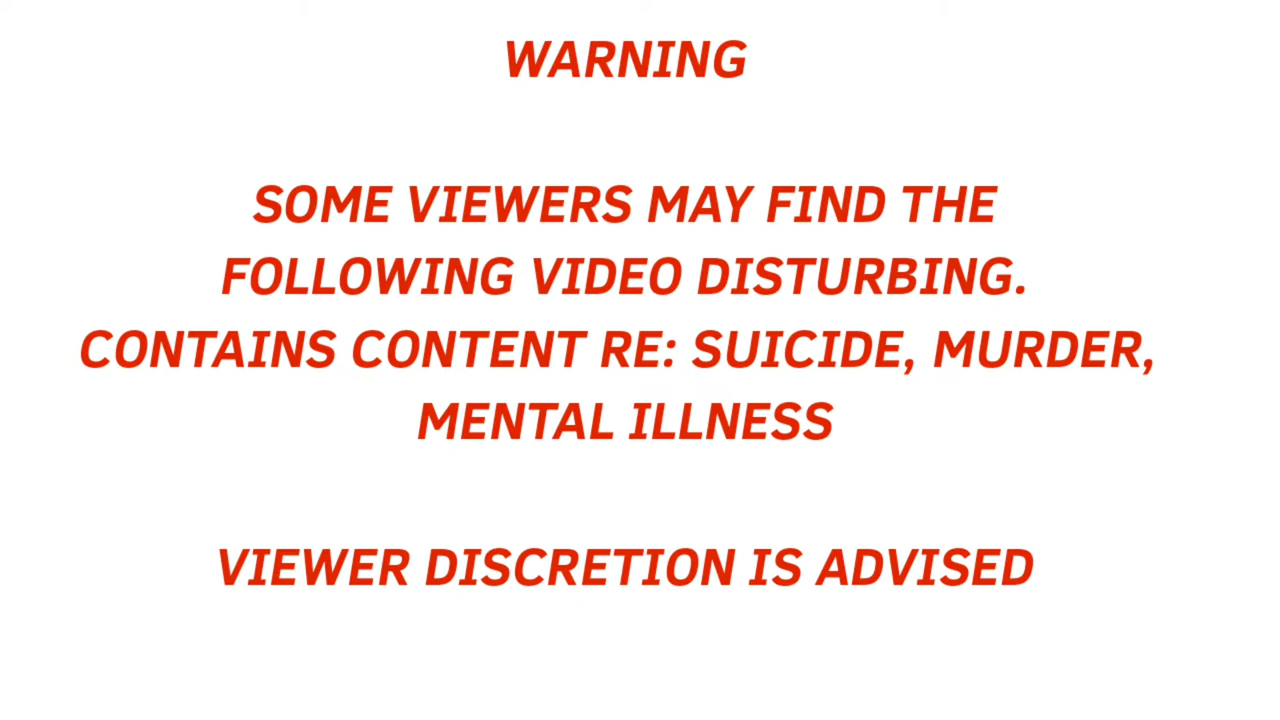 WARNING
SOME VIEWERS MAY FIND THE
FOLLOWING VIDEO DISTURBING.
CONTAINS CONTENT RE: SUICIDE, MURDER,
MENTAL ILLNESS
VIEWER DISCRETION IS ADVISED